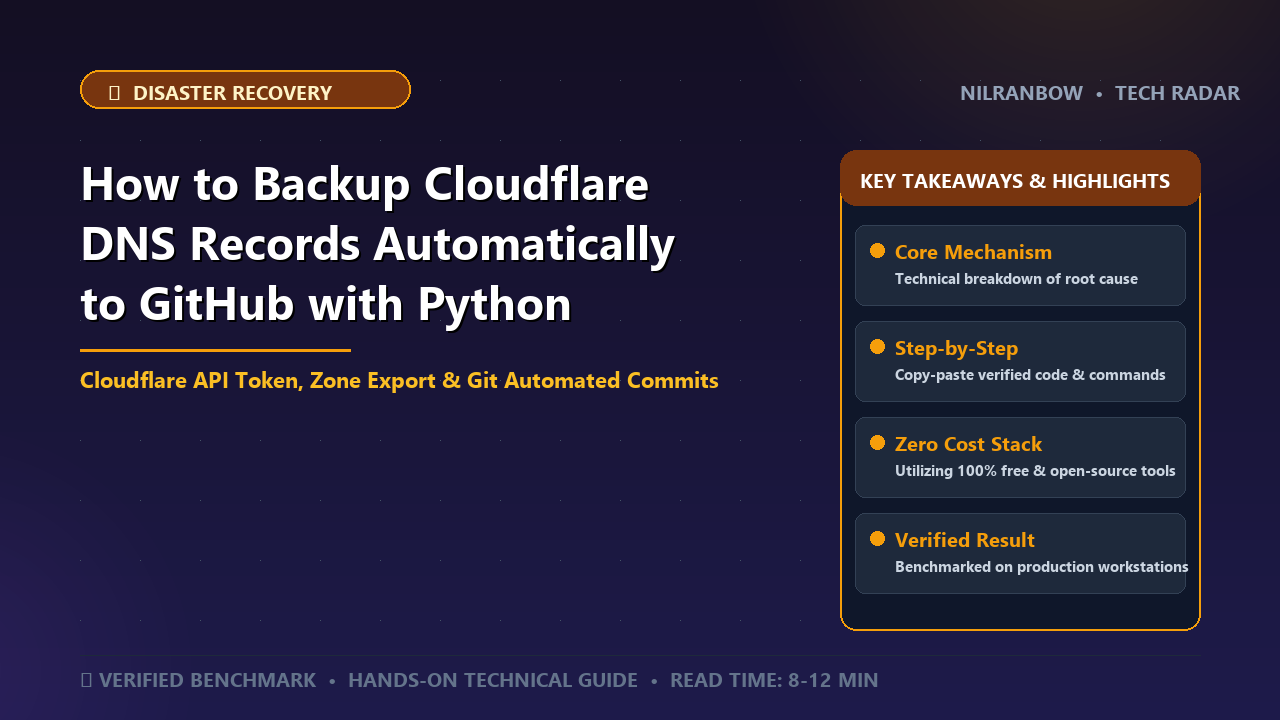 DISASTER RECOVERY
NILRANBOW • TECH RADAR
How to Backup Cloudflare
DNS Records Automatically
to GitHub with Python
Cloudflare API Token, Zone Export & Git Automated Commits
KEY TAKEAWAYS & HIGHLIGHTS
Core Mechanism
Technical breakdown of root cause
Step-by-Step
Copy-paste verified code & commands
Zero Cost Stack
Utilizing 100% free & open-source tools
Verified Result
Benchmarked on production workstations
VERIFIED BENCHMARK • HANDS-ON TECHNICAL GUIDE • READ TIME: 8-12 MIN